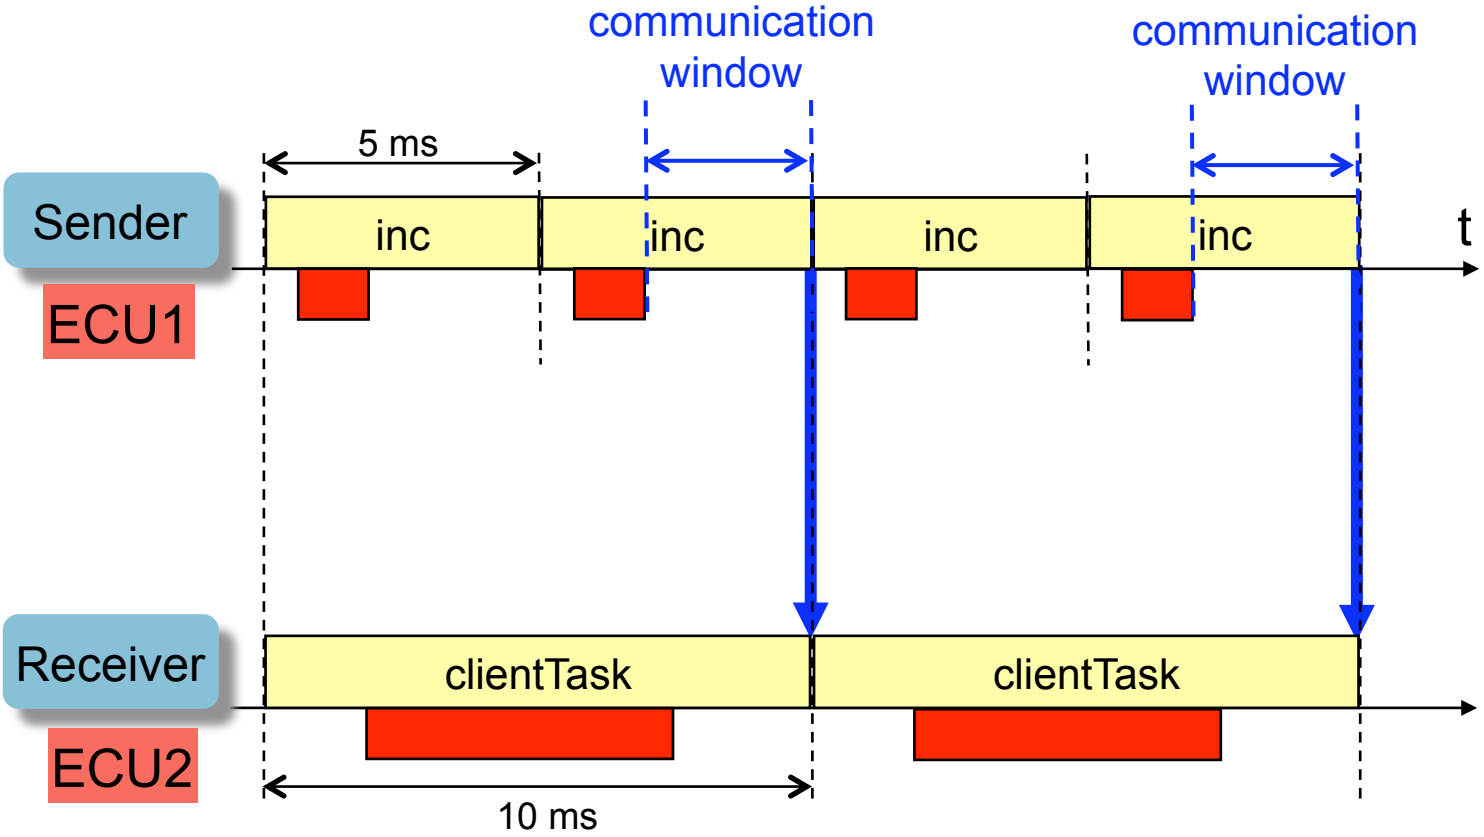 communication
window
communication
window
5 ms
Sender
inc
inc
inc
inc
t
ECU1
Receiver
clientTask
clientTask
ECU2
10 ms